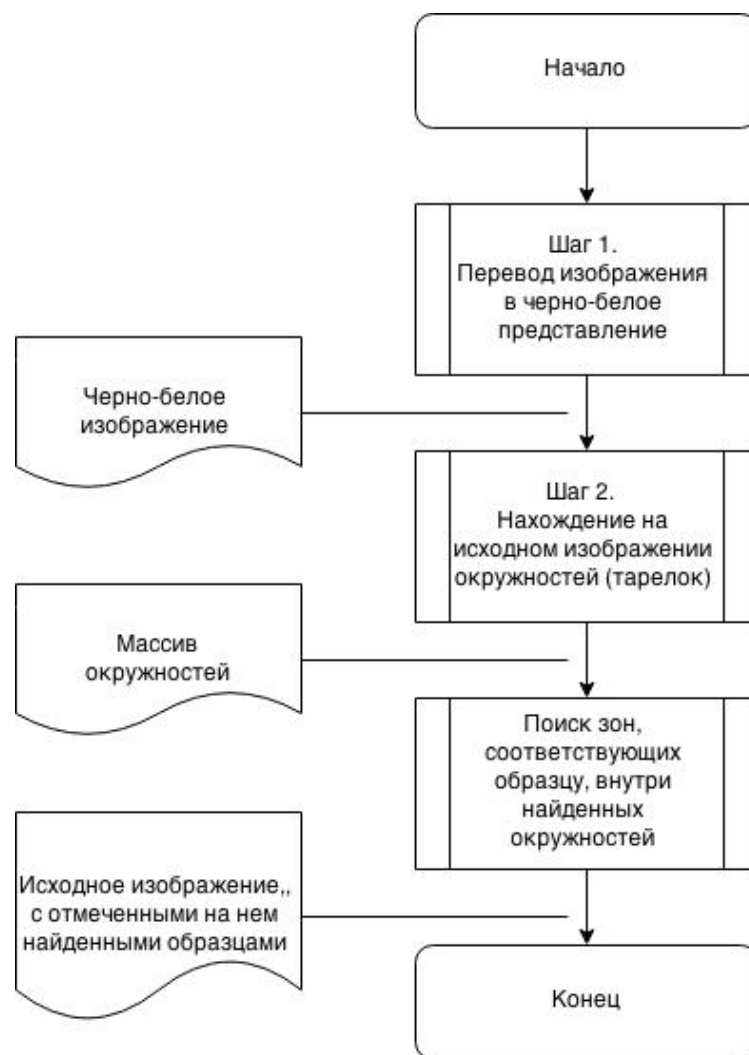 Начало
Шаг 1.
Перевод изображения
в черно-белое
представление
Черно-белое
изображение
Шаг 2.
Нахождение на
исходном изображении
окружностей (тарелок)
Массив
окружностей
Поиск зон,
соответствующих
образцу, внутри
найденных
окружностей
Исходное изображение,,
с отмеченными на нем
найденными образцами
Конец